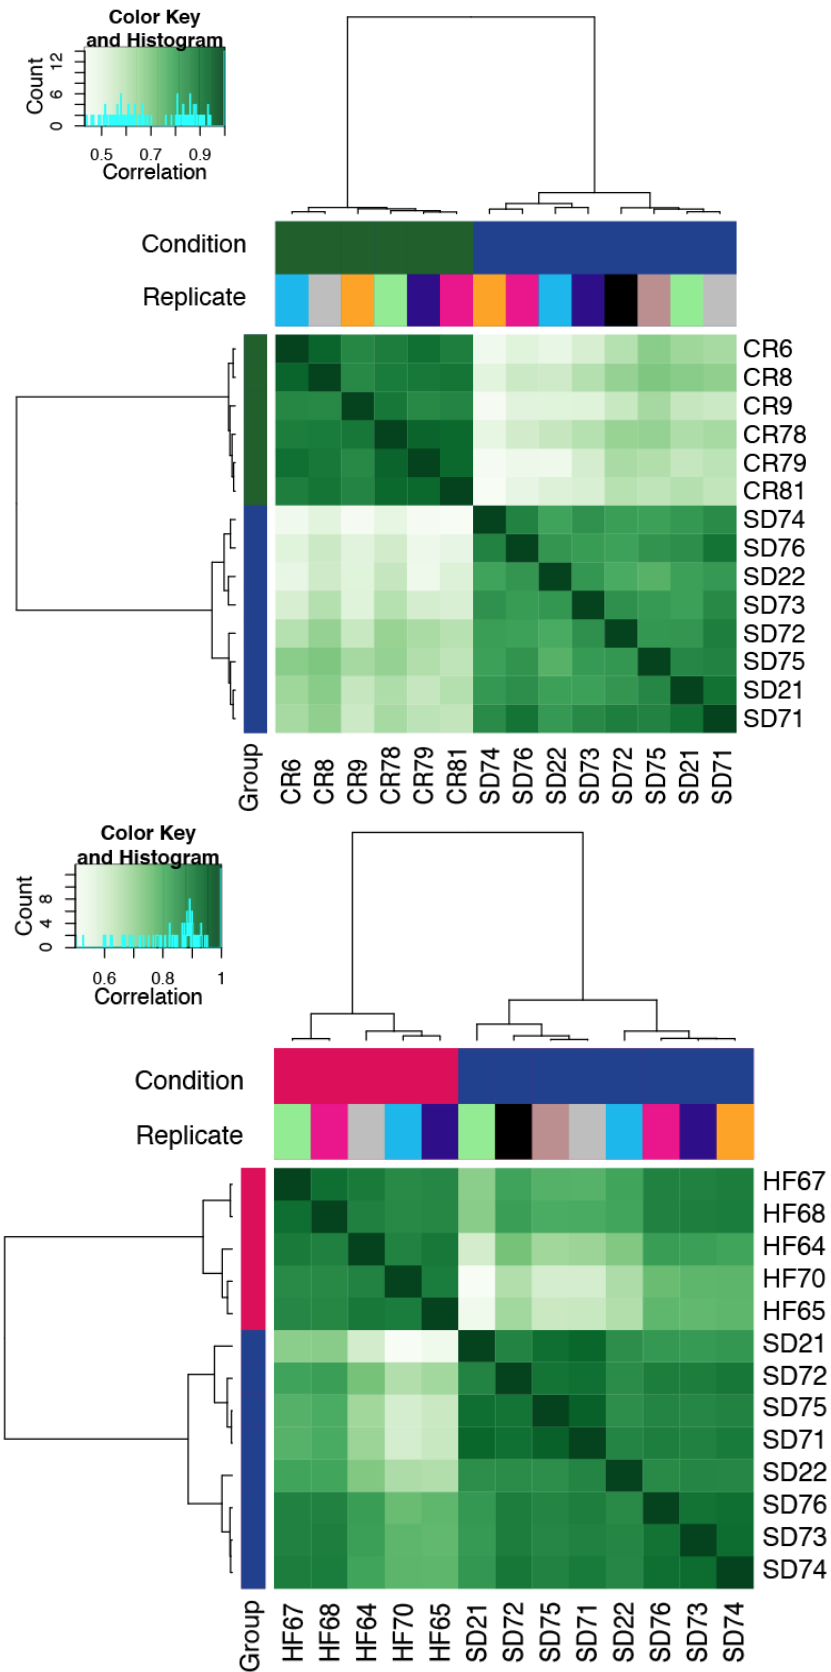 Color Key
and Histogram
Count
0 6 12
0.5 0.7 0.9
Correlation
Condition
Replicate
CR6
CR8
CR9
CR78
CR79
CR81
SD74
SD76
SD22
SD73
SD72
SD75
SD21
SD71
Group
CR6
CR8
CR9
CR78
CR79
CR81
SD74
SD76
SD22
SD73
SD72
SD75
SD21
SD71
Color Key
and Histogram
Count
0 4 8
0.6 0.8 1
Correlation
Condition
Replicate
HF67
HF68
HF64
HF70
HF65
SD21
SD72
SD75
SD71
SD22
SD76
SD73
SD74
Group
HF67
HF68
HF64
HF70
HF65
SD21
SD72
SD75
SD71
SD22
SD76
SD73
SD74